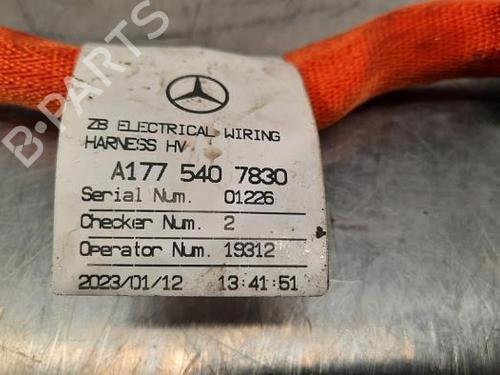 B-PARTS
ZB ELECTRICAL WIRING
HARNESS HV
A177 540 7830
Serial Num. 01226
Checker Num. 2
Operator Num. 19312
2023/01/12 13:41:51